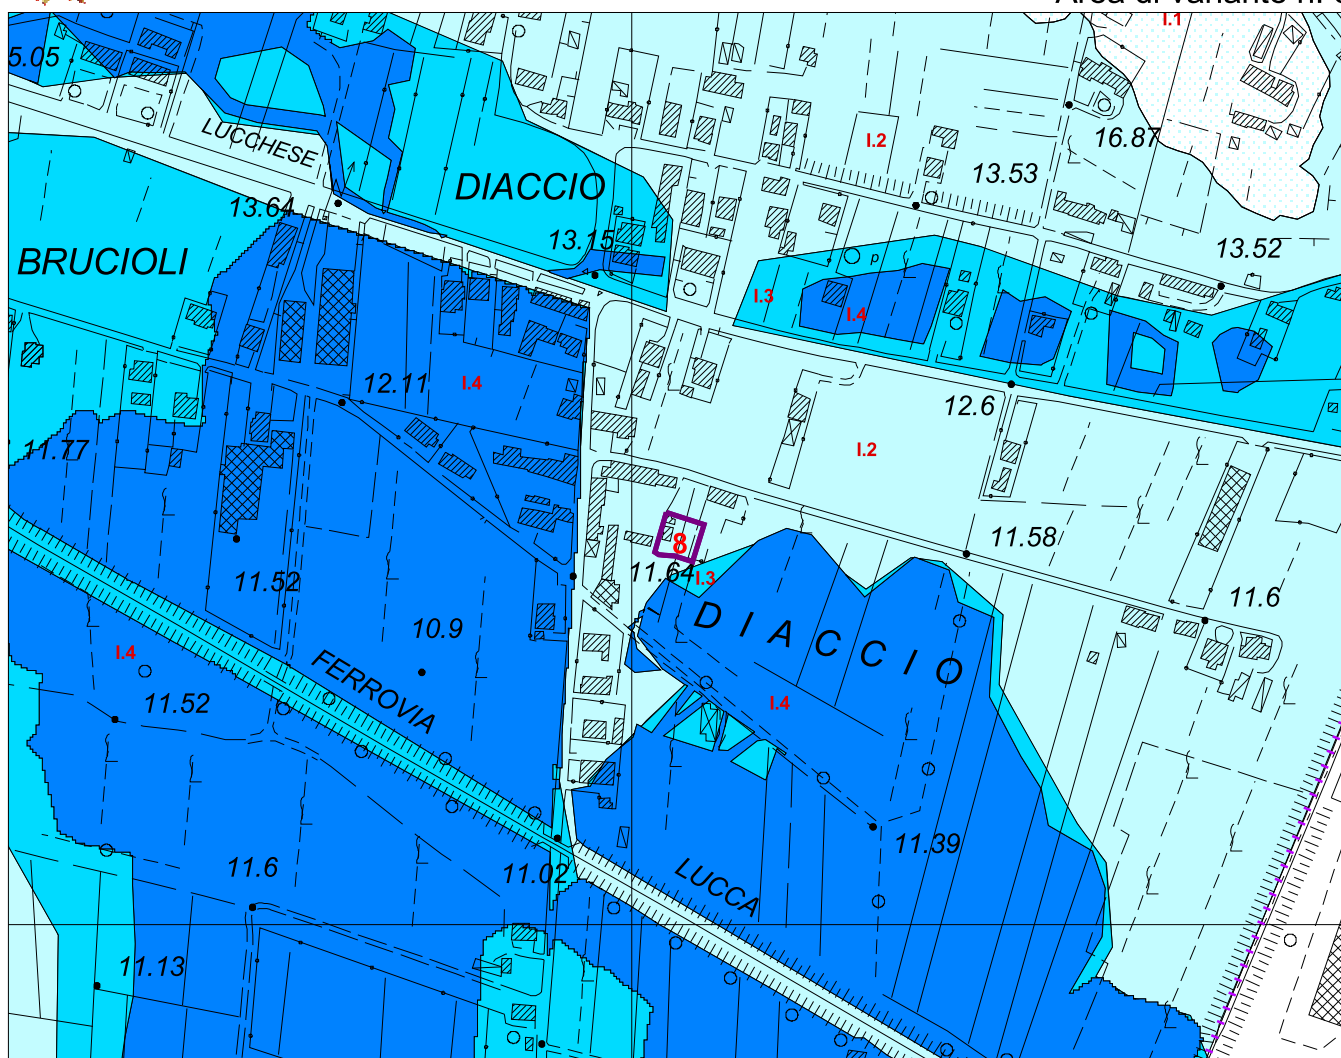 Area di variante n.
I.1
5.05
LUCCHESE
I.2
16.87
13.53
DIACCIO
13.64
13.15
p
13.52
BRUCIOLI
I.3
I.4
12.11
I.4
12.6
11.77
I.2
11.58
8
11.64
I.3
11.52
11.6
10.9
DIACCIO
I.4
FERROVIA
11.52
I.4
11.39
11.6
11.02
LUCCA
11.13